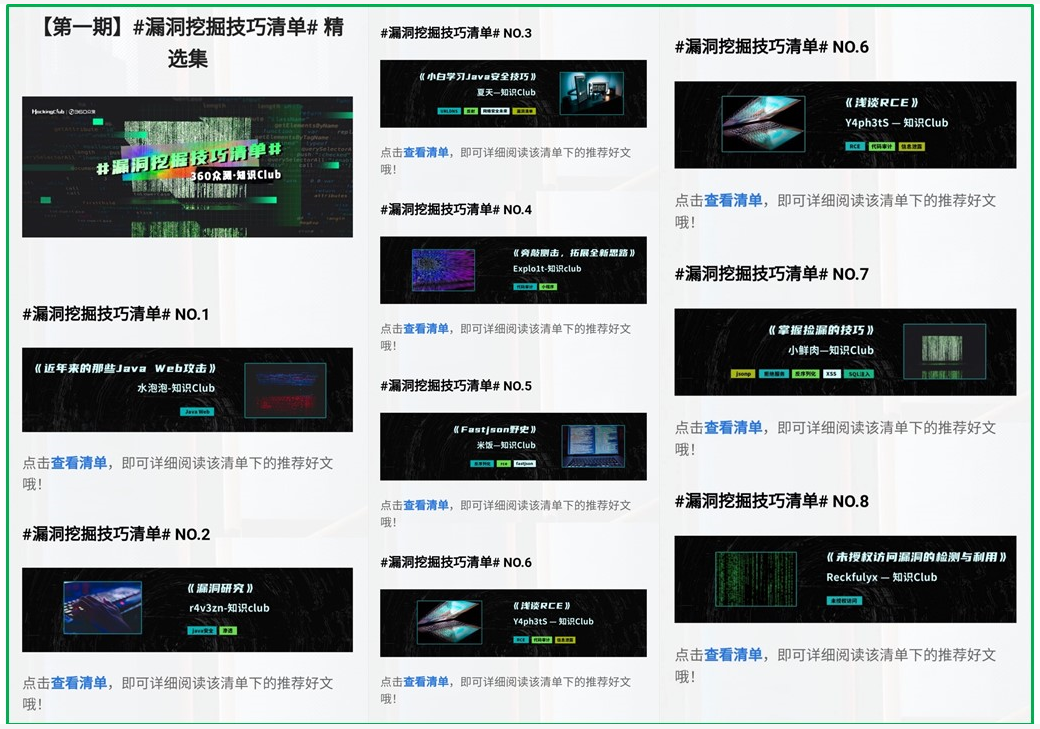 【第一期】#漏洞挖掘技巧清单# 精
选集
HackingClub
360众测
#漏洞挖掘技巧清单#
360众测-知识Club
#漏洞挖掘技巧清单# NO.1
《近年来的那些Java Web攻击》
水泡泡-知识Club
Java Web
点击查看清单，即可详细阅读该清单下的推荐好文
哦！
#漏洞挖掘技巧清单# NO.2
《漏洞研究》
r4v3zn-知识club
java安全 渗透
点击查看清单，即可详细阅读该清单下的推荐好文
哦！
#漏洞挖掘技巧清单# NO.3
《小白学习Java安全技巧》
夏天—知识Club
URLDNS 反射 网络安全未来 漏洞清单
点击查看清单，即可详细阅读该清单下的推荐好文
哦！
#漏洞挖掘技巧清单# NO.4
《旁敲侧击，拓展全新思路》
Explo1t-知识club
代码审计 小程序
点击查看清单，即可详细阅读该清单下的推荐好文
哦！
#漏洞挖掘技巧清单# NO.5
《Fastjson野史》
米饭—知识Club
反序列化 rce fastjson
点击查看清单，即可详细阅读该清单下的推荐好文
哦！
#漏洞挖掘技巧清单# NO.6
《浅谈RCE》
Y4ph3tS — 知识Club
RCE 代码审计 信息泄露
点击查看清单，即可详细阅读该清单下的推荐好文
哦！
#漏洞挖掘技巧清单# NO.6
《浅谈RCE》
Y4ph3tS — 知识Club
RCE 代码审计 信息泄露
点击查看清单，即可详细阅读该清单下的推荐好文
哦！
#漏洞挖掘技巧清单# NO.7
《掌握捡漏的技巧》
小鲜肉—知识Club
jsonp 拒绝服务 反序列化 XSS SQL注入
点击查看清单，即可详细阅读该清单下的推荐好文
哦！
#漏洞挖掘技巧清单# NO.8
《未授权访问漏洞的检测与利用》
Reckfulyx — 知识Club
未授权访问
点击查看清单，即可详细阅读该清单下的推荐好文
哦！